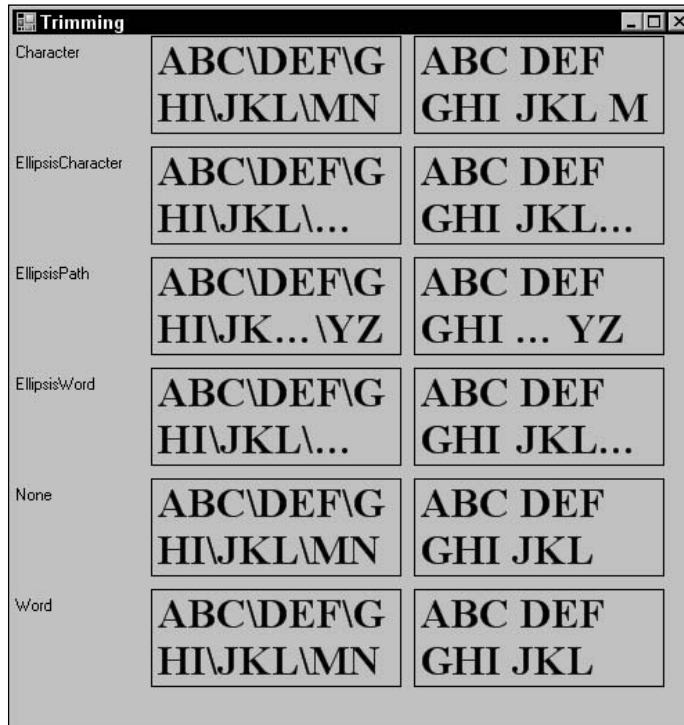 Trimming
Character
ABC\DEF\G
HI\JKL\MN
ABC DEF
GHI JKL M
EllipsisCharacter
ABC\DEF\G
HI\JKL\...
ABC DEF
GHI JKL...
EllipsisPath
ABC\DEF\G
HI\JK...\YZ
ABC DEF
GHI ... YZ
EllipsisWord
ABC\DEF\G
HI\JKL\...
ABC DEF
GHI JKL...
None
ABC\DEF\G
HI\JKL\MN
ABC DEF
GHI JKL
Word
ABC\DEF\G
HI\JKL\MN
ABC DEF
GHI JKL